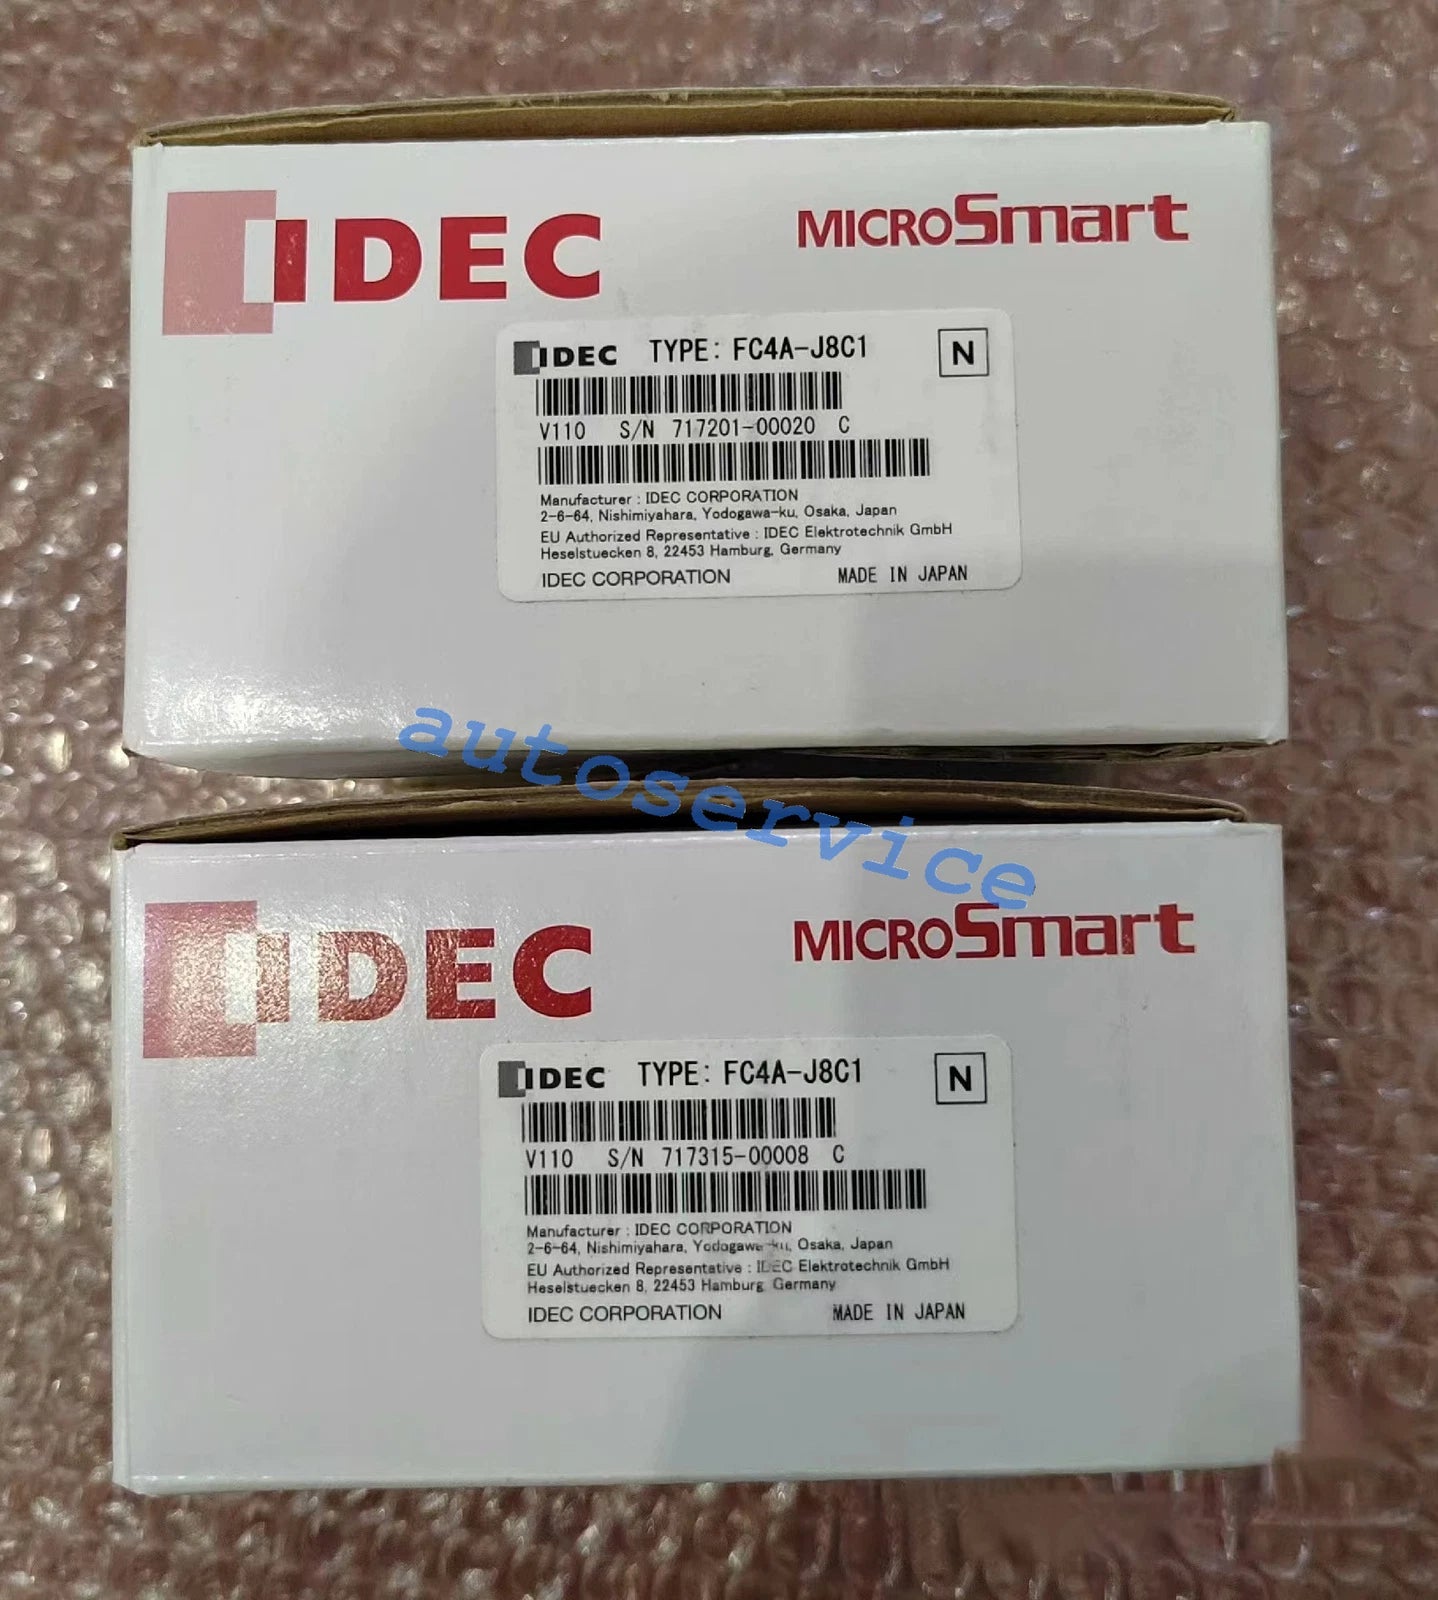 IDEC
MICROSmart
IDEC TYPE: FC4A-J8C1 N
V110 S/N 717201-00020 C
Manufacturer : IDEC CORPORATION
2-6-64, Nishimiyahara, Yodogawa-ku, Osaka, Japan
EU Authorized Representative : IDEC Elektrotechnik GmbH
Heselstuecken 8, 22453 Hamburg, Germany
IDEC CORPORATION MADE IN JAPAN
autoservice
IDEC
MICROSmart
IDEC TYPE: FC4A-J8C1 N
V110 S/N 717315-00008 C
Manufacturer : IDEC CORPORATION
2-6-64, Nishimiyahara, Yodogawa-ku, Osaka, Japan
EU Authorized Representative : IDEC Elektrotechnik GmbH
Heselstuecken 8, 22453 Hamburg, Germany
IDEC CORPORATION MADE IN JAPAN